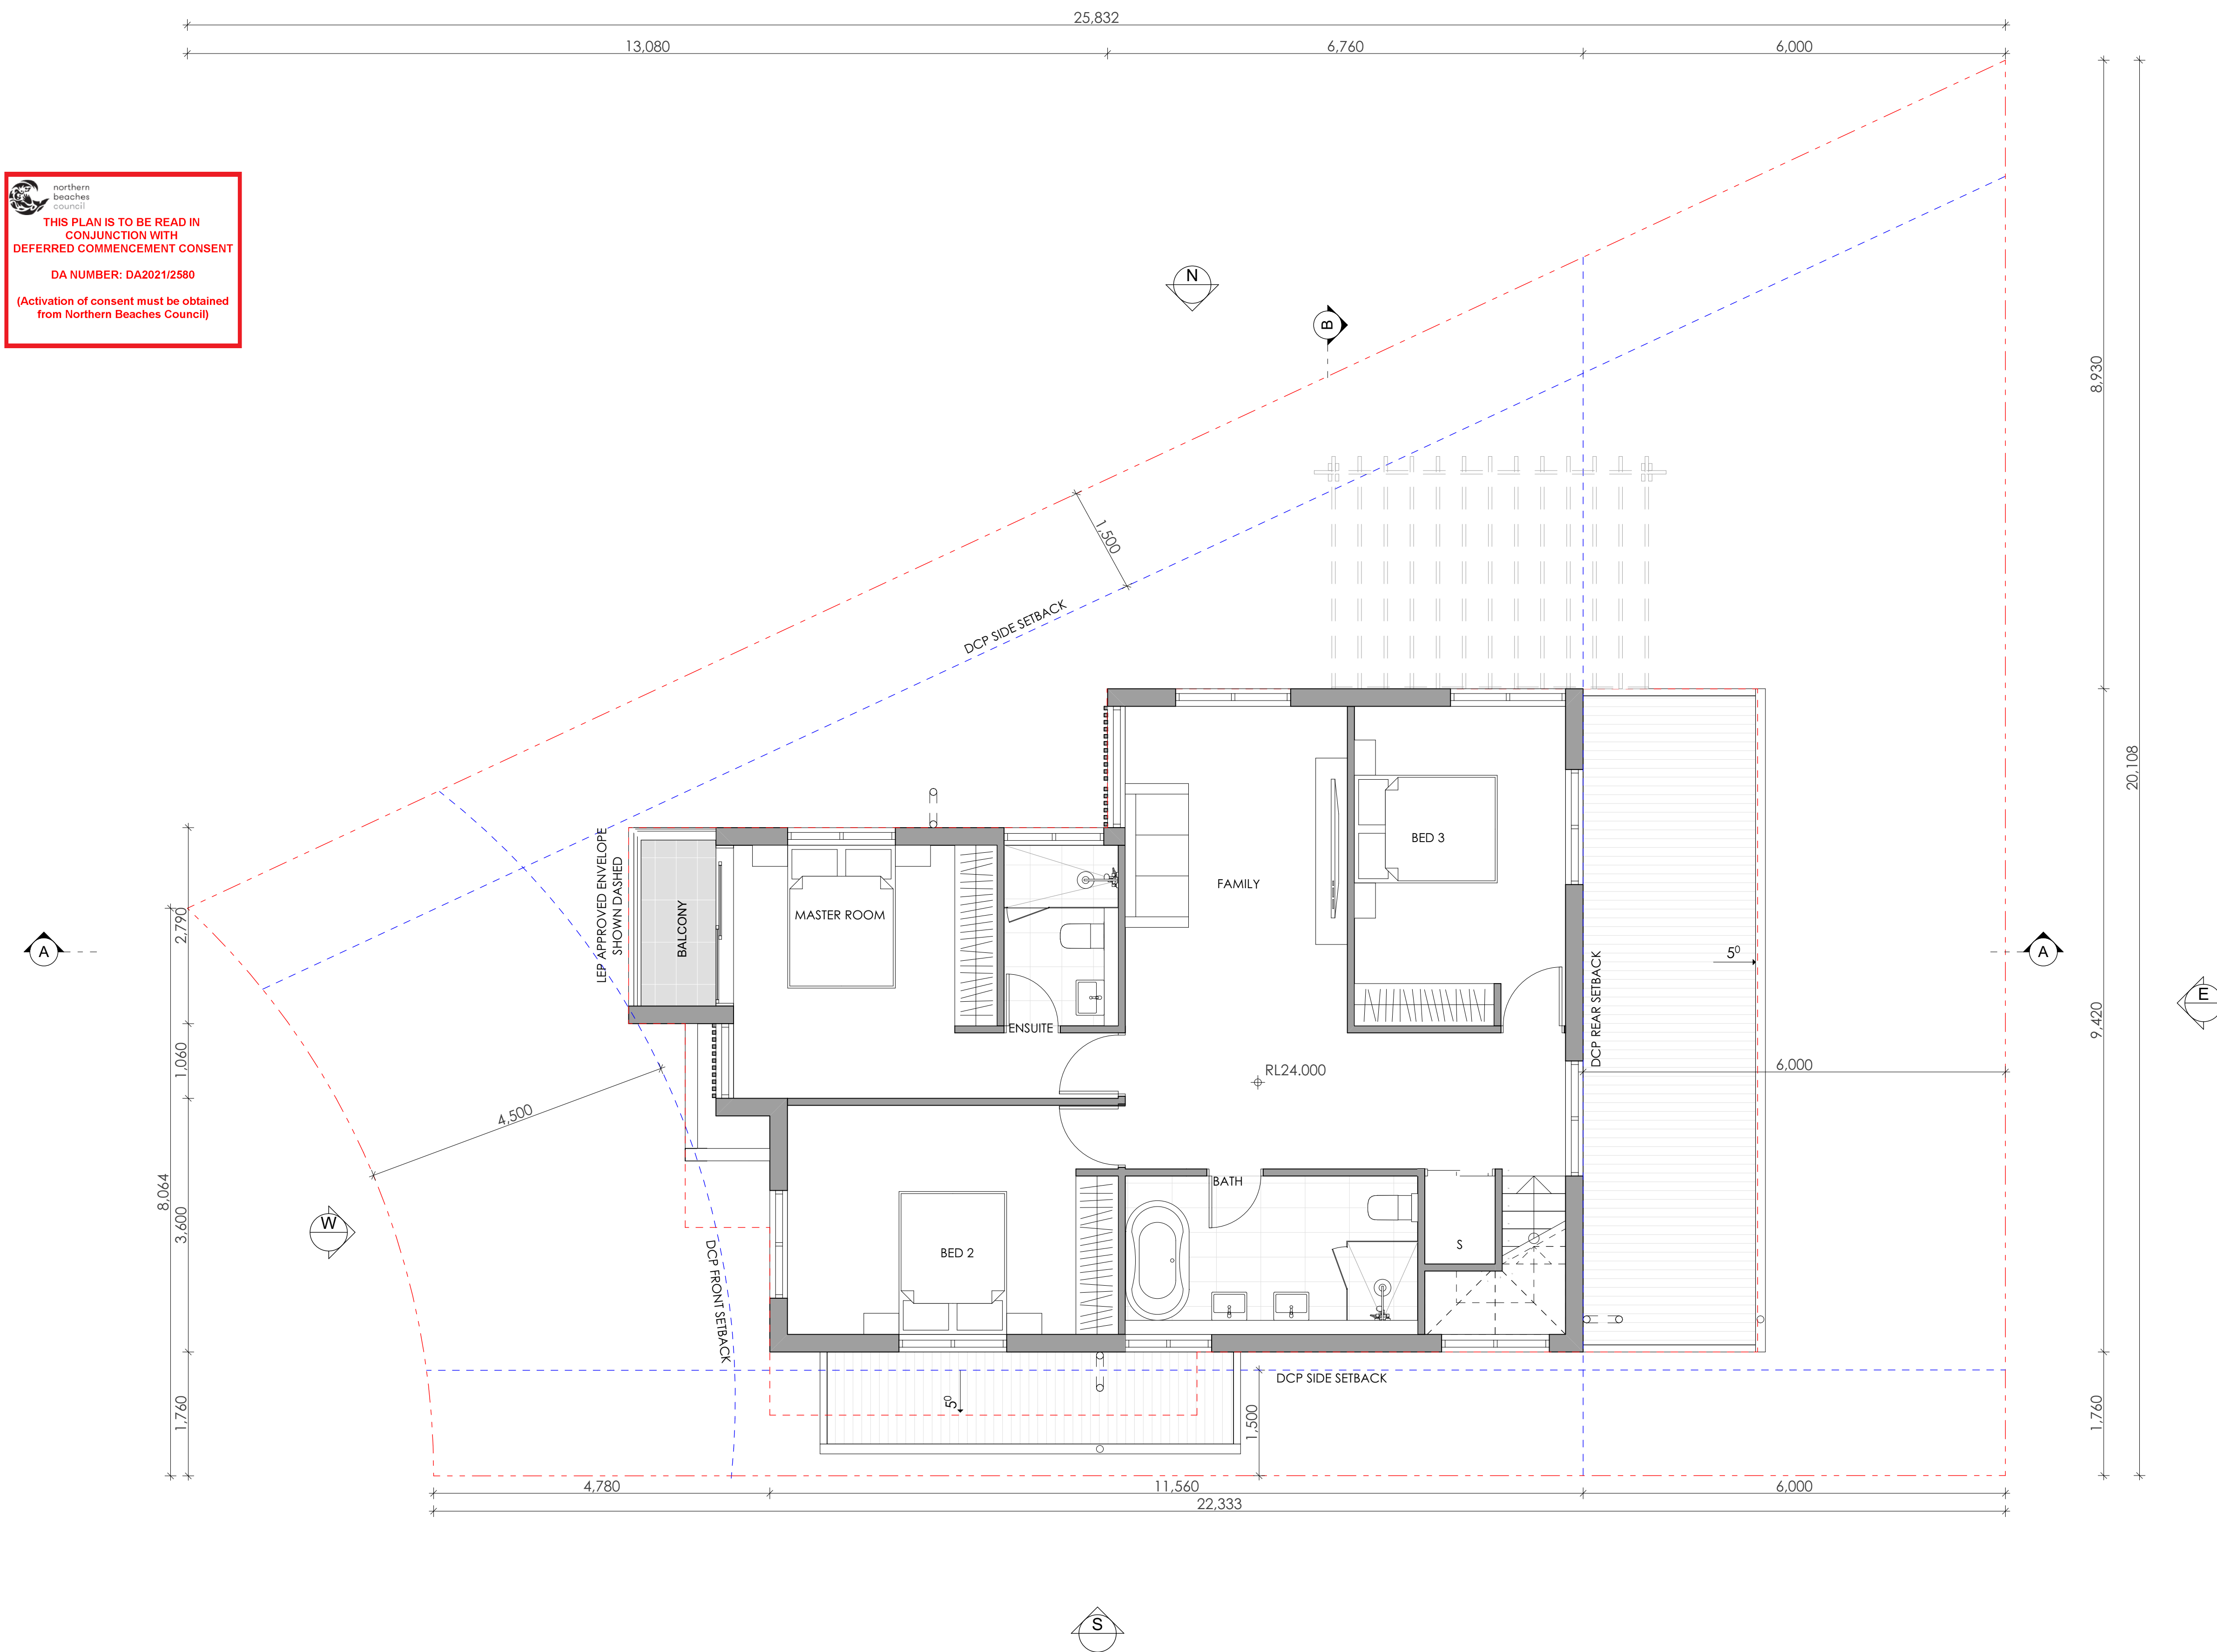 25,832
13,080
6,760
6,000
northern
beaches
council
THIS PLAN IS TO BE READ IN
CONJUNCTION WITH
DEFERRED COMMENCEMENT CONSENT
DA NUMBER: DA2021/2580
(Activation of consent must be obtained
from Northern Beaches Council)
N
B
8,930
1,500
DCP SIDE SETBACK
20,108
LEP APPROVED ENVELOPE
SHOWN DASHED
BALCONY
MASTER ROOM
FAMILY
BED 3
2,790
A
5⁰
A
E
DCP REAR SETBACK
ENSUITE
9,420
1,060
RL24.000
6,000
4,500
8,064
3,600
W
BATH
BED 2
S
DCP FRONT SETBACK
DCP SIDE SETBACK
5⁰
1,500
1,760
1,760
4,780
11,560
6,000
22,333
S